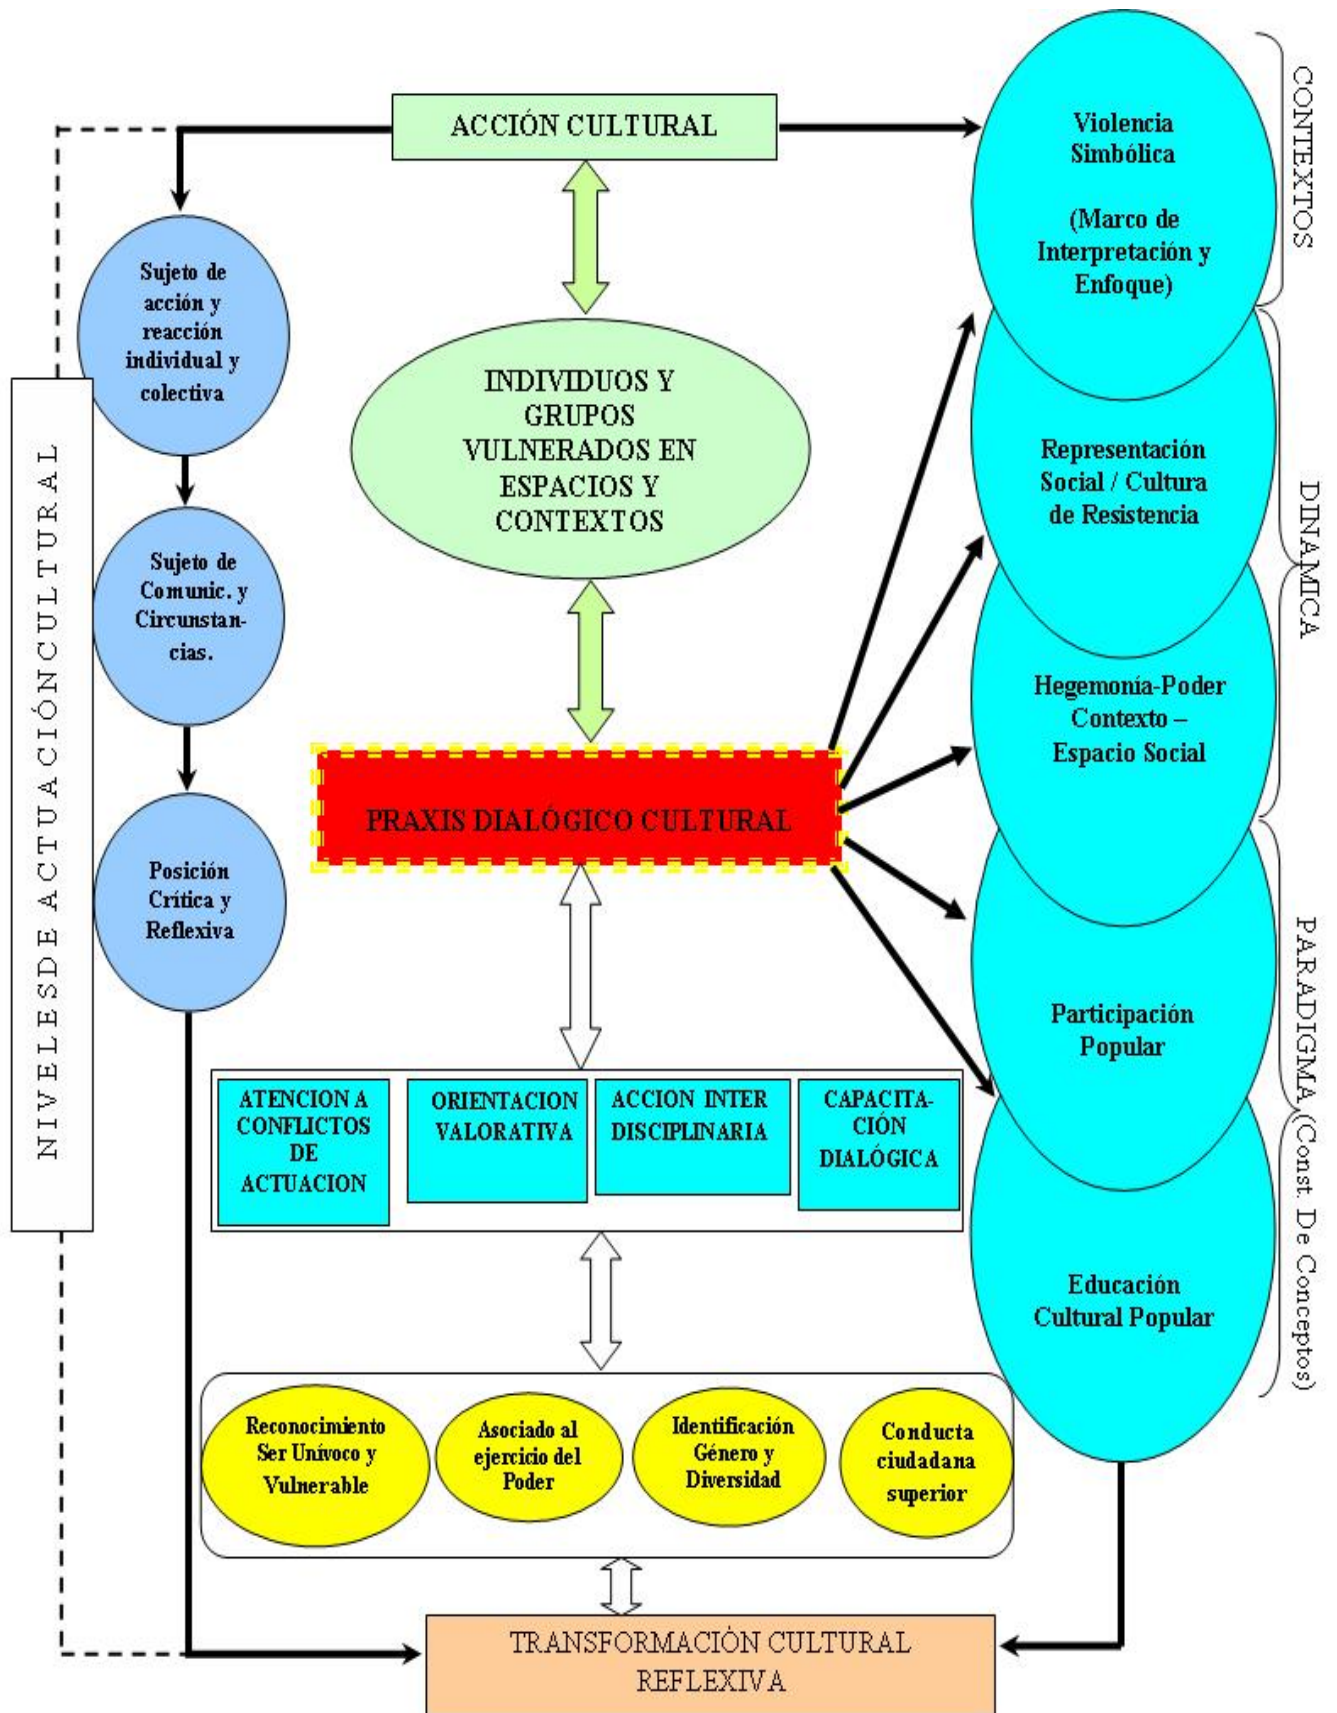 ACCIÓN CULTURAL
Violencia
Simbólica
(Marco de
Interpretación y
Enfoque)
CONTEXTOS
Sujeto de
acción y
reacción
individual y
colectiva
INDIVIDUOS Y
GRUPOS
VULNERADOS EN
ESPACIOS Y
CONTEXTOS
Representación
Social / Cultura
de Resistencia
DINAMICA
NIVELESDE ACTUACIÓNCULTURAL
Sujeto de
Comunic. y
Circunstan-
cias.
Hegemonía-Poder
Contexto –
Espacio Social
PRAXIS DIALÓGICO CULTURAL
Posición
Crítica y
Reflexiva
Participación
Popular
PARADIGMA (Const. De Conceptos)
ATENCION A
CONFLICTOS
DE
ACTUACION
ORIENTACION
VALORATIVA
ACCION INTER
DISCIPLINARIA
CAPACITA-
CIÓN
DIALÓGICA
Educación
Cultural Popular
Reconocimiento
Ser Unívoco y
Vulnerable
Asociado al
ejercicio del
Poder
Identificación
Género y
Diversidad
Conducta
ciudadana
superior
TRANSFORMACIÓN CULTURAL
REFLEXIVA